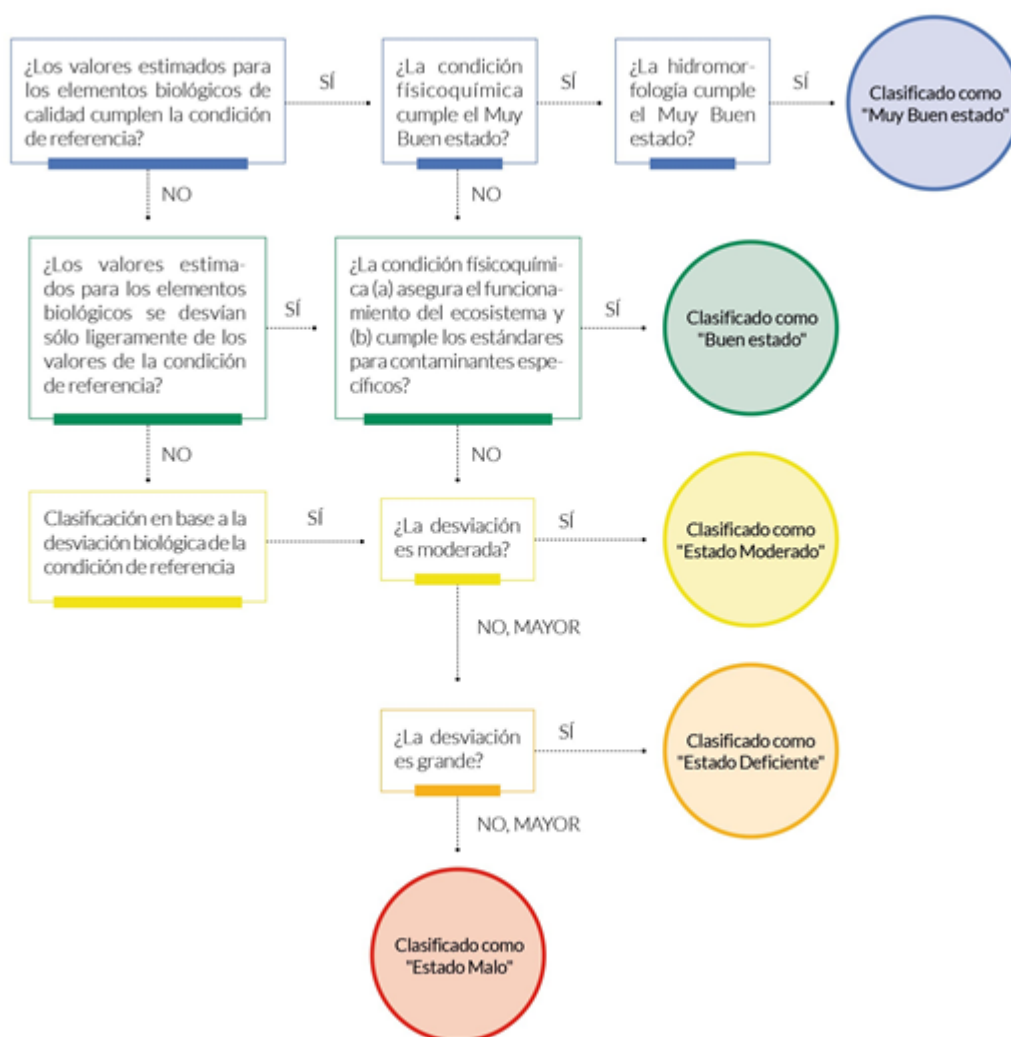 ¿Los valores estimados para
los elementos biológicos de
calidad cumplen la condición
de referencia?
SÍ
¿La condición
físicoquímica
cumple el Muy
Buen estado?
SÍ
¿La hidromor-
fología cumple
el Muy Buen
estado?
SÍ
Clasificado como
"Muy Buen estado"
NO
NO
¿Los valores estima-
dos para los elementos
biológicos se desvían
sólo ligeramente de los
valores de la condición
de referencia?
SÍ
¿La condición físicoquími-
ca (a) asegura el funciona-
miento del ecosistema y
(b) cumple los estándares
para contaminantes espe-
cíficos?
SÍ
Clasificado como
"Buen estado"
NO
NO
Clasificación en base a la
desviación biológica de la
condición de referencia
SÍ
¿La desviación
es moderada?
SÍ
Clasificado como
"Estado Moderado"
NO, MAYOR
¿La desviación
es grande?
SÍ
Clasificado como
"Estado Deficiente"
NO, MAYOR
Clasificado como
"Estado Malo"